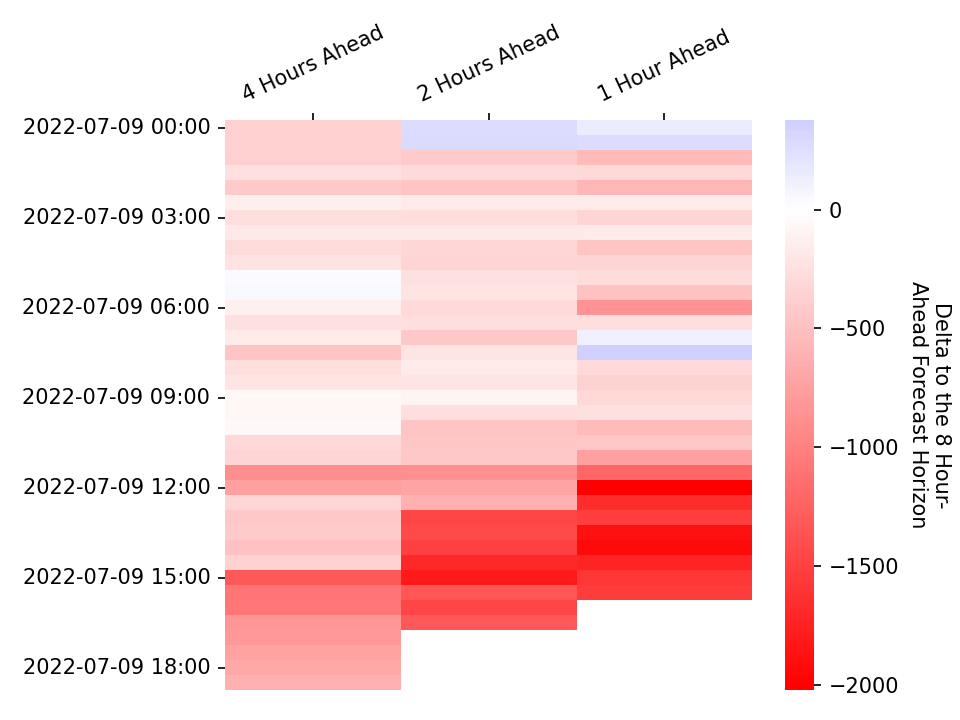 4 Hours Ahead
2 Hours Ahead
1 Hour Ahead
2022-07-09 00:00
2022-07-09 03:00
2022-07-09 06:00
2022-07-09 09:00
2022-07-09 12:00
2022-07-09 15:00
2022-07-09 18:00
0
−500
−1000
−1500
−2000
Delta to the 8 Hour-
Ahead Forecast Horizon